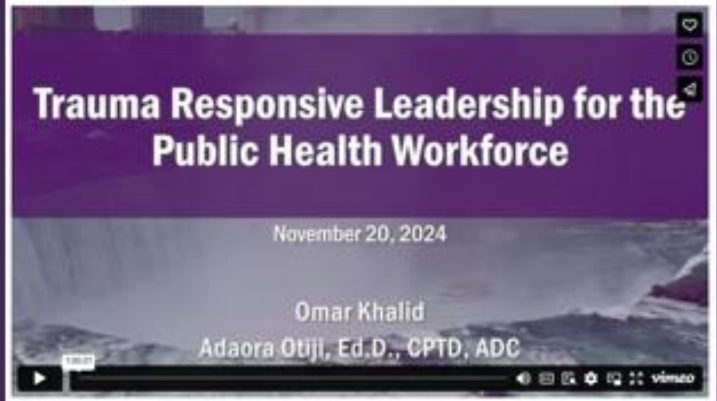 Trauma Responsive Leadership for the
Public Health Workforce
November 20, 2024
Omar Khalid
Adaora Otiji, Ed.D., CPTD, ADC
vimeo